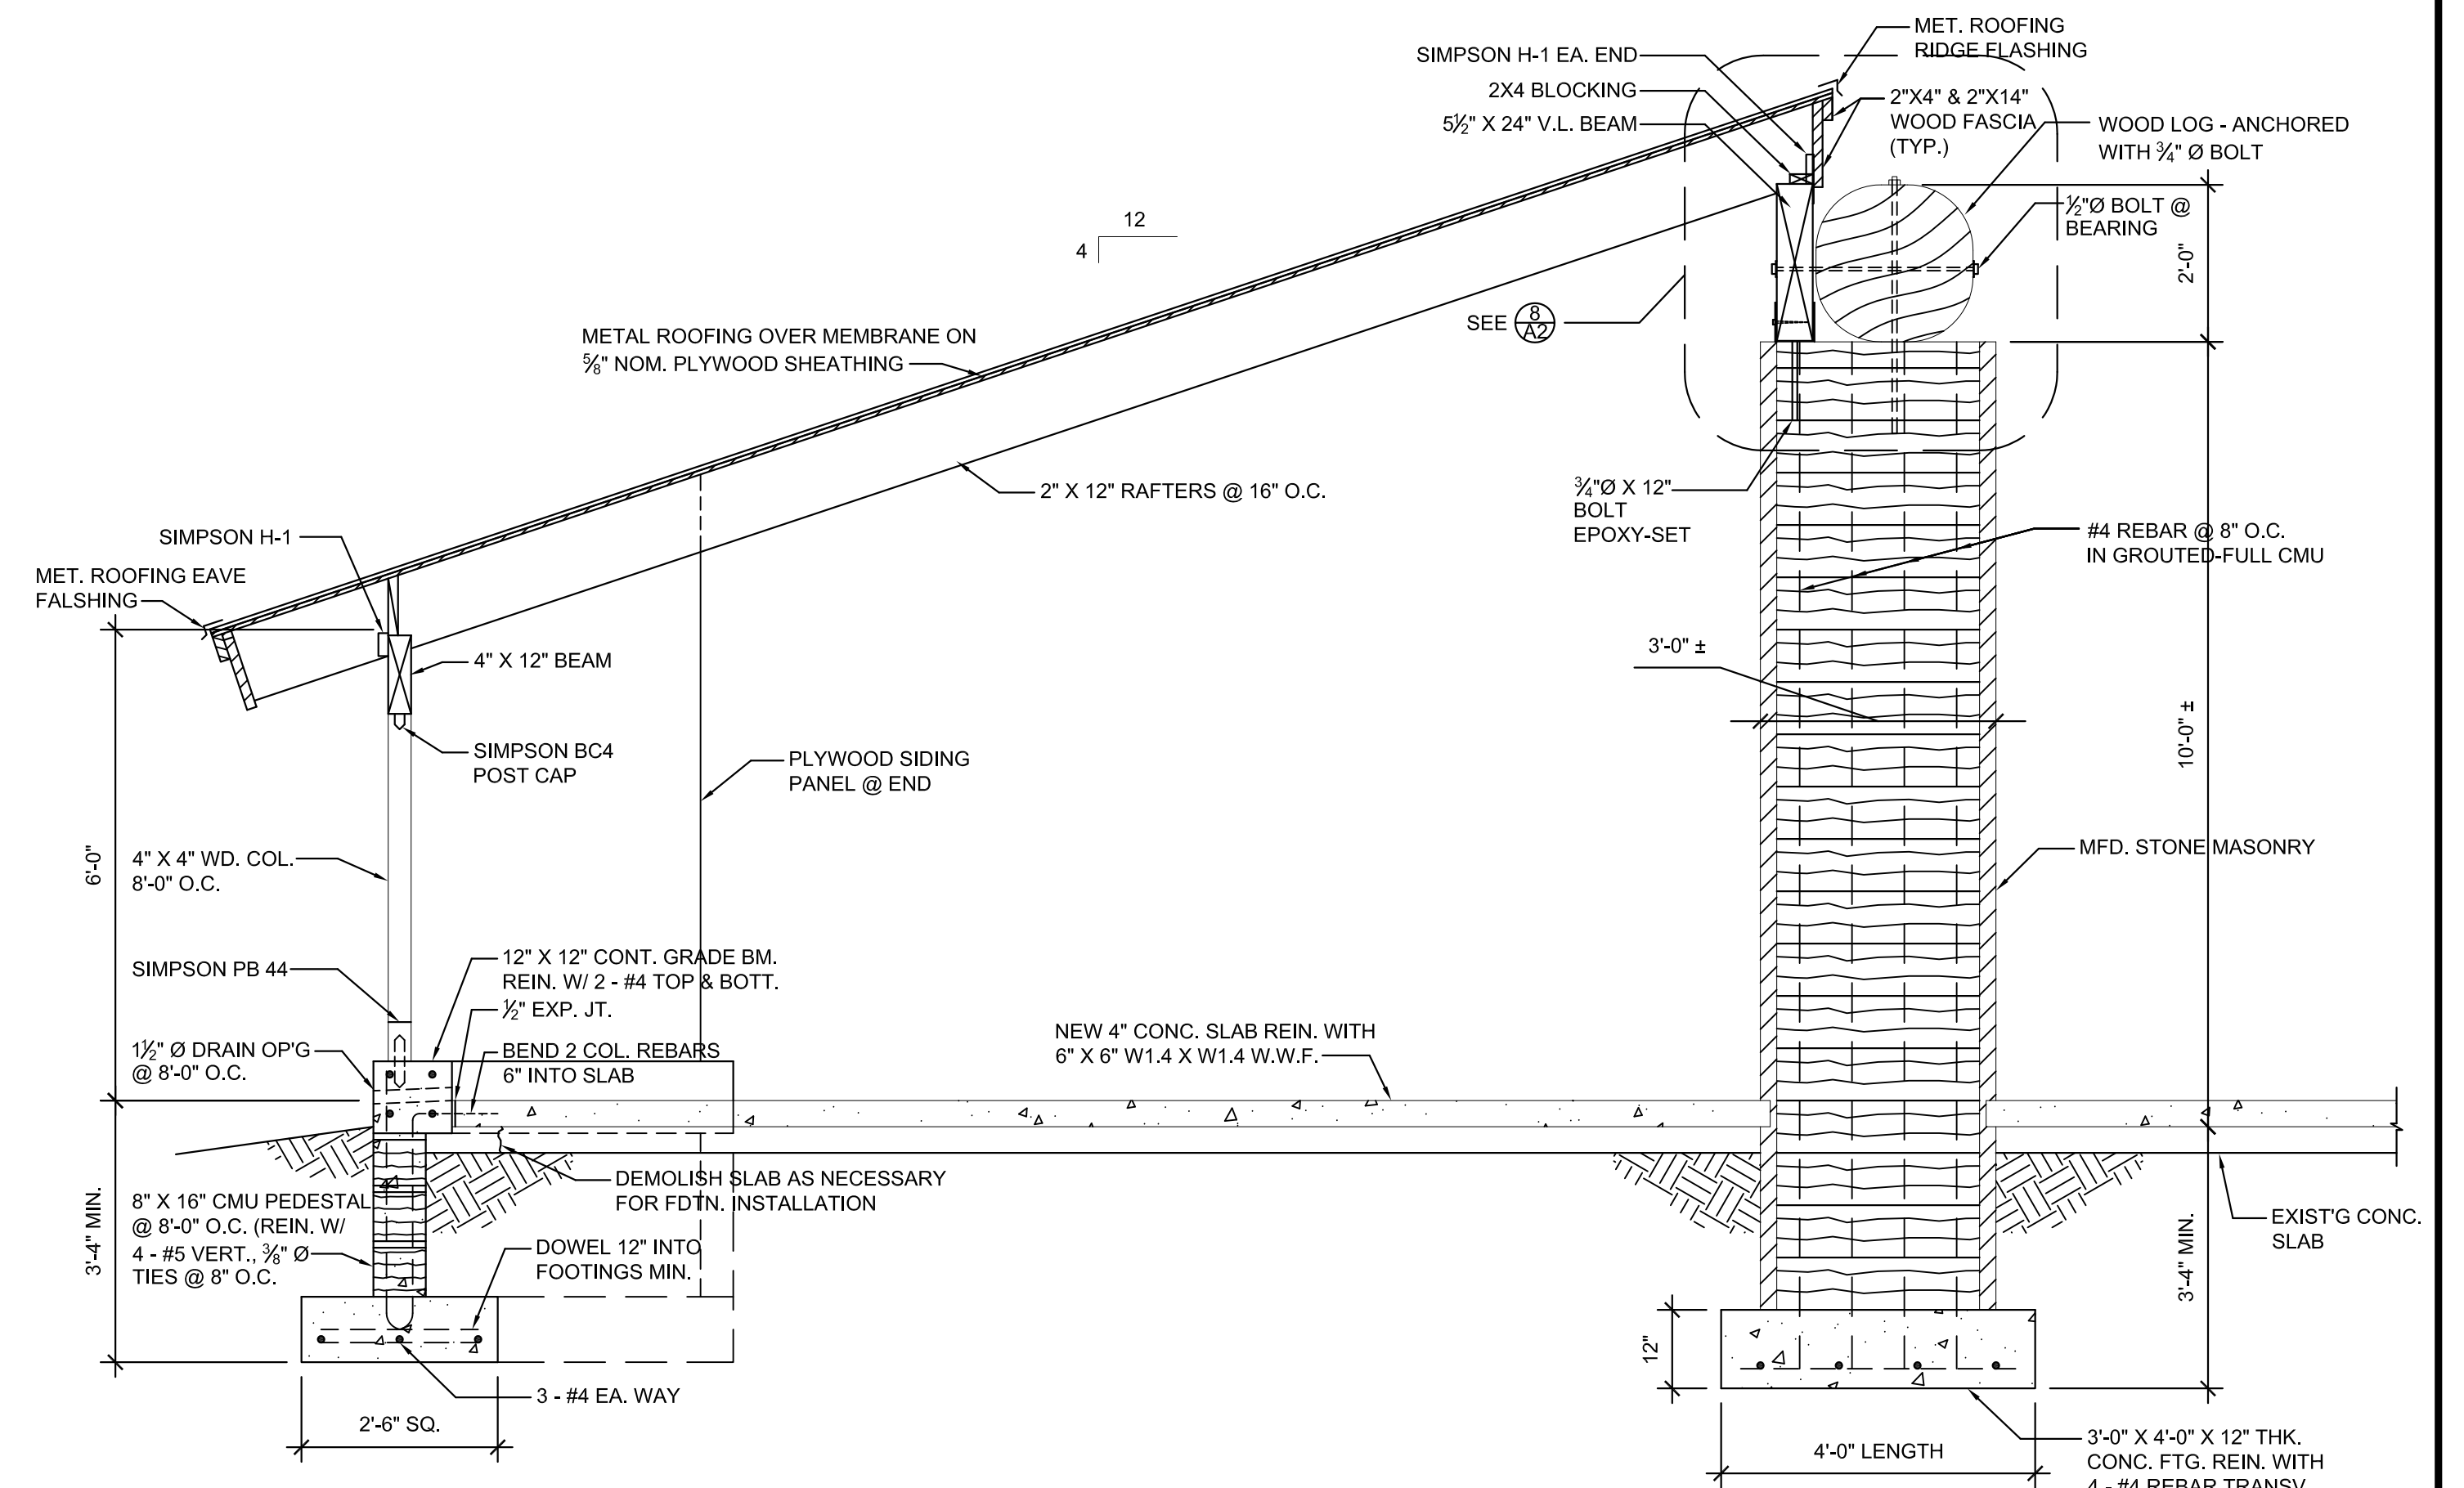 MET. ROOFING
RIDGE FLASHING
SIMPSON H-1 EA. END
2X4 BLOCKING
5½" X 24" V.L. BEAM
2"X4" & 2"X14"
WOOD FASCIA
(TYP.)
WOOD LOG - ANCHORED
WITH ¾" Ø BOLT
½"Ø BOLT @
BEARING
2'-0"
12
4
SEE 8
A2
METAL ROOFING OVER MEMBRANE ON
⅝" NOM. PLYWOOD SHEATHING
2" X 12" RAFTERS @ 16" O.C.
¾"Ø X 12"
BOLT
EPOXY-SET
#4 REBAR @ 8" O.C.
IN GROUTED-FULL CMU
SIMPSON H-1
MET. ROOFING EAVE
FALSHING
4" X 12" BEAM
3'-0" ±
10'-0" ±
SIMPSON BC4
POST CAP
PLYWOOD SIDING
PANEL @ END
6'-0"
4" X 4" WD. COL.
8'-0" O.C.
MFD. STONE MASONRY
SIMPSON PB 44
12" X 12" CONT. GRADE BM.
REIN. W/ 2 - #4 TOP & BOTT.
½" EXP. JT.
1½" Ø DRAIN OP'G
@ 8'-0" O.C.
BEND 2 COL. REBARS
6" INTO SLAB
NEW 4" CONC. SLAB REIN. WITH
6" X 6" W1.4 X W1.4 W.W.F.
DEMOLISH SLAB AS NECESSARY
FOR FDTN. INSTALLATION
3'-4" MIN.
8" X 16" CMU PEDESTAL
@ 8'-0" O.C. (REIN. W/
4 - #5 VERT., ⅜" Ø
TIES @ 8" O.C.
DOWEL 12" INTO
FOOTINGS MIN.
EXIST'G CONC.
SLAB
3'-4" MIN.
12"
3 - #4 EA. WAY
2'-6" SQ.
4'-0" LENGTH
3'-0" X 4'-0" X 12" THK.
CONC. FTG. REIN. WITH
4 - #4 REBAR TRANSV.